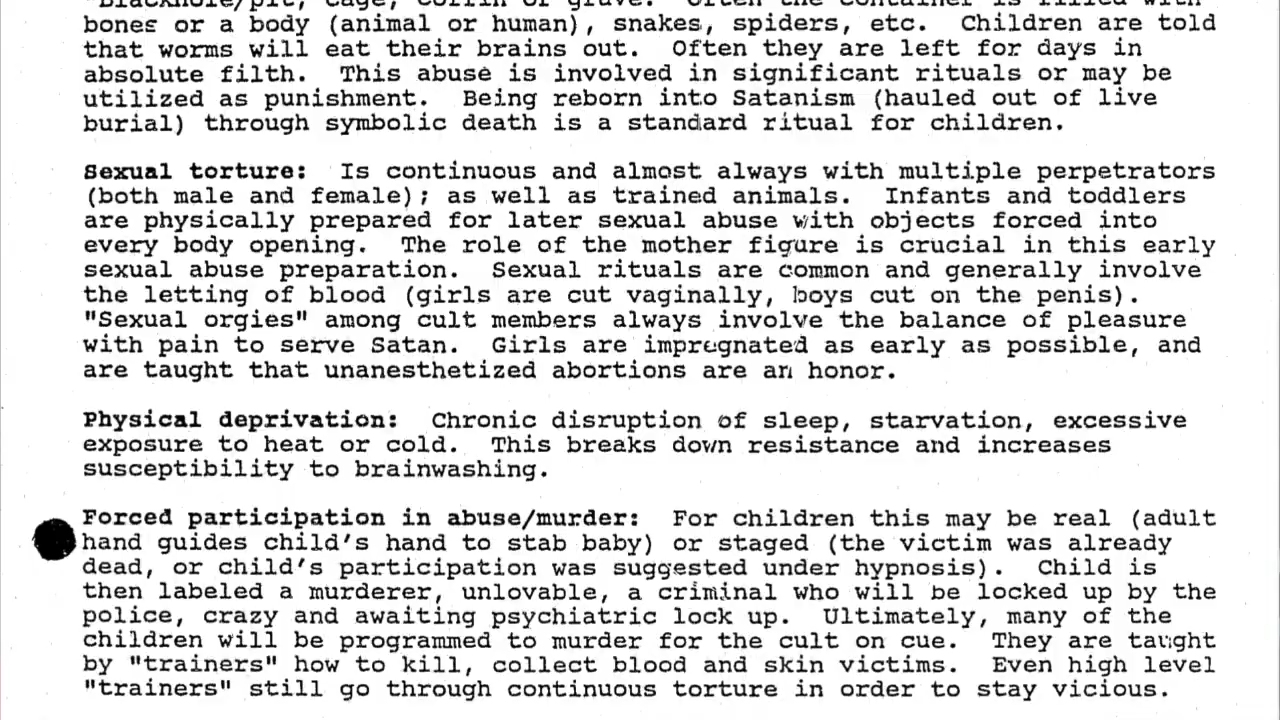 "Blackhole/pit, cage, coffin or grave. Often the container is filled with
bones or a body (animal or human), snakes, spiders, etc. Children are told
that worms will eat their brains out. Often they are left for days in
absolute filth. This abuse is involved in significant rituals or may be
utilized as punishment. Being reborn into Satanism (hauled out of live
burial) through symbolic death is a standard ritual for children.
Sexual torture: Is continuous and almost always with multiple perpetrators
(both male and female); as well as trained animals. Infants and toddlers
are physically prepared for later sexual abuse with objects forced into
every body opening. The role of the mother figure is crucial in this early
sexual abuse preparation. Sexual rituals are common and generally involve
the letting of blood (girls are cut vaginally, boys cut on the penis).
"Sexual orgies" among cult members always involve the balance of pleasure
with pain to serve Satan. Girls are impregnated as early as possible, and
are taught that unanesthetized abortions are an honor.
Physical deprivation: Chronic disruption of sleep, starvation, excessive
exposure to heat or cold. This breaks down resistance and increases
susceptibility to brainwashing.
Forced participation in abuse/murder: For children this may be real (adult
hand guides child's hand to stab baby) or staged (the victim was already
dead, or child's participation was suggested under hypnosis). Child is
then labeled a murderer, unlovable, a criminal who will be locked up by the
police, crazy and awaiting psychiatric lock up. Ultimately, many of the
children will be programmed to murder for the cult on cue. They are taught
by "trainers" how to kill, collect blood and skin victims. Even high level
"trainers" still go through continuous torture in order to stay vicious.